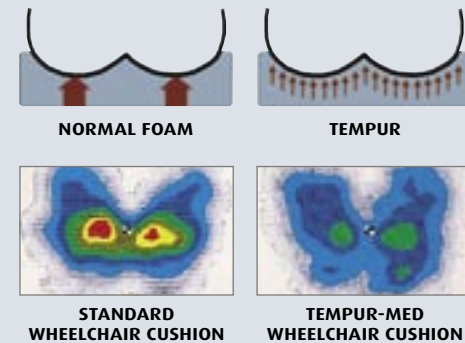 NORMAL FOAM
TEMPUR
STANDARD
WHEELCHAIR CUSHION
TEMPUR-MED
WHEELCHAIR CUSHION